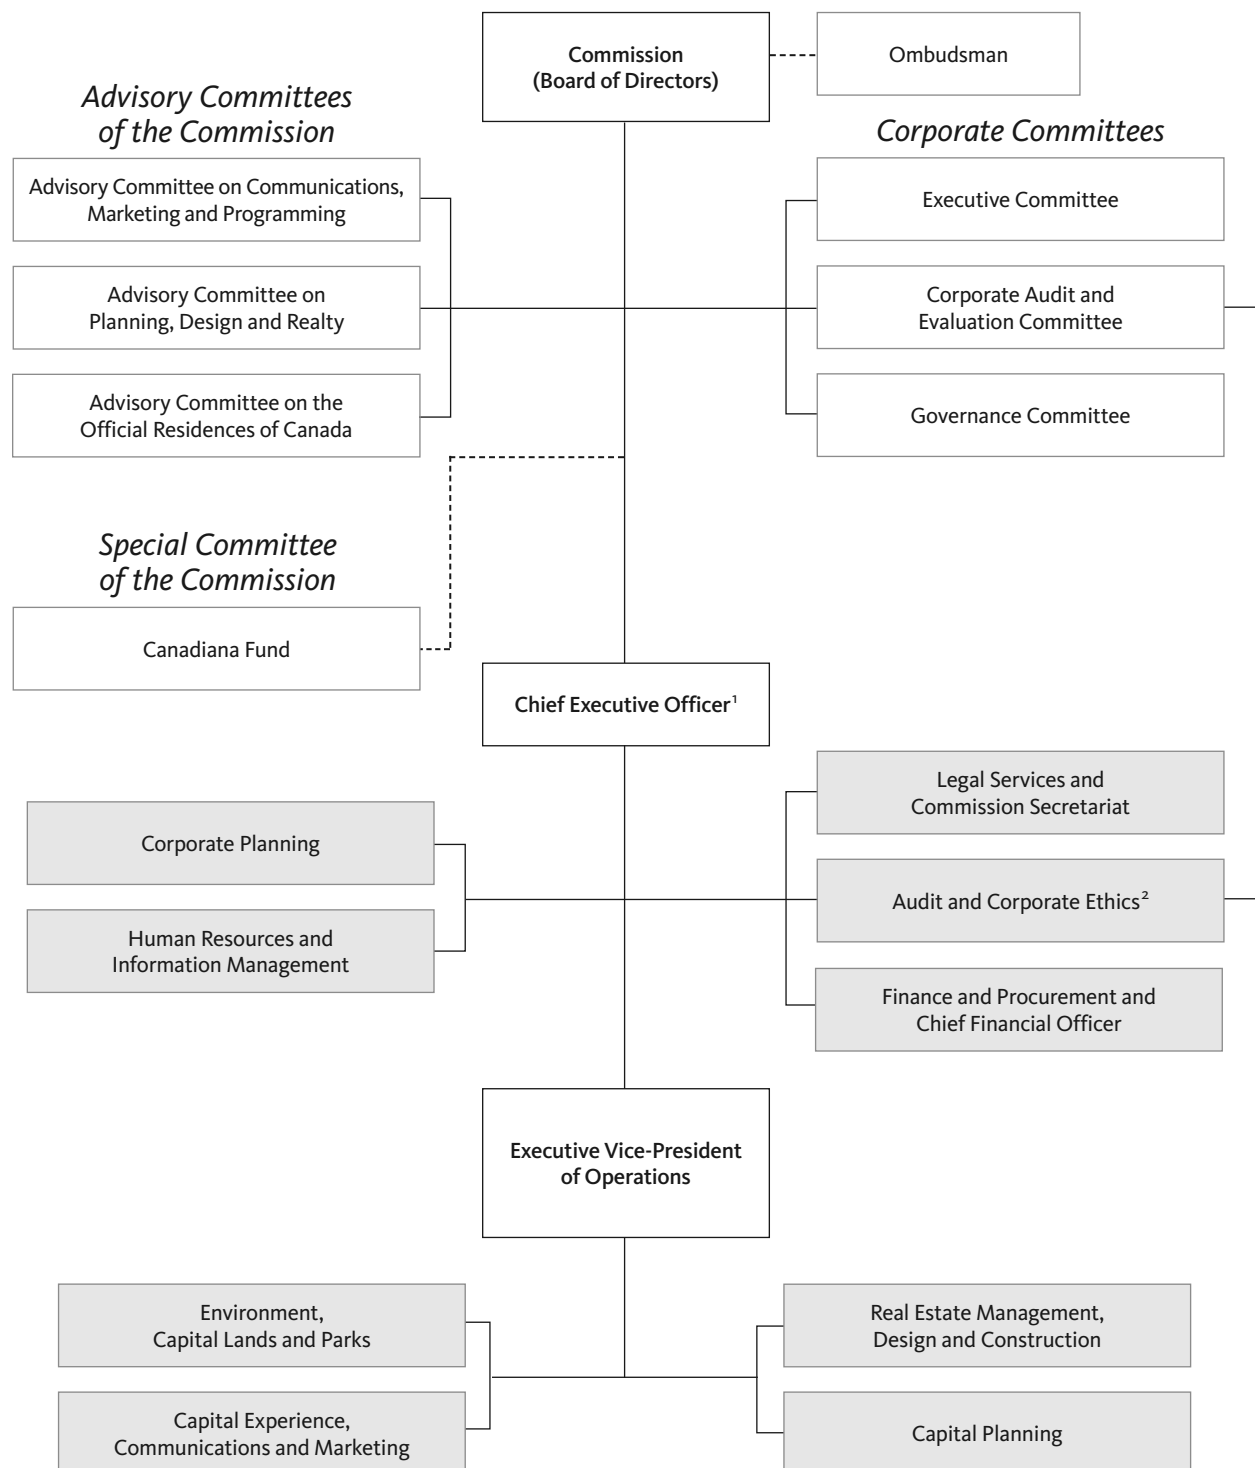 Commission
(Board of Directors)
Ombudsman
Advisory Committees
of the Commission
Advisory Committee on Communications,
Marketing and Programming
Advisory Committee on
Planning, Design and Realty
Advisory Committee on the
Official Residences of Canada
Corporate Committees
Executive Committee
Corporate Audit and
Evaluation Committee
Governance Committee
Special Committee
of the Commission
Canadiana Fund
Chief Executive Officer¹
Corporate Planning
Human Resources and
Information Management
Legal Services and
Commission Secretariat
Audit and Corporate Ethics²
Finance and Procurement and
Chief Financial Officer
Executive Vice-President
of Operations
Environment,
Capital Lands and Parks
Capital Experience,
Communications and Marketing
Real Estate Management,
Design and Construction
Capital Planning